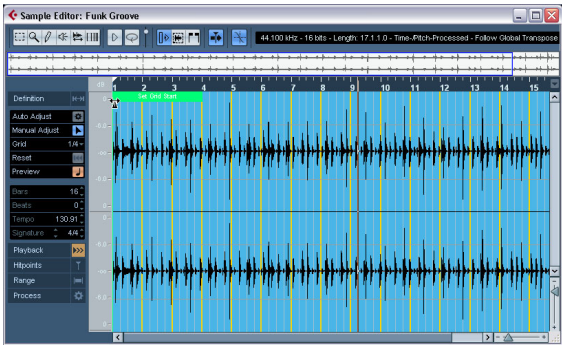 Sample Editor: Funk Groove
44.100 kHz - 16 bits - Length: 17.1.1.0 - Time-/Pitch-Processed - Follow Global Transpose
dB 1 2 3 4 5 6 7 8 9 10 11 12 13 14 15
Set Grid Start
Definition
Auto Adjust
Manual Adjust
Grid 1/4
Reset
Preview
Bars 16
Beats 0
Tempo 130.91
Signature 4/4
Playback
Hitpoints
Range
Process